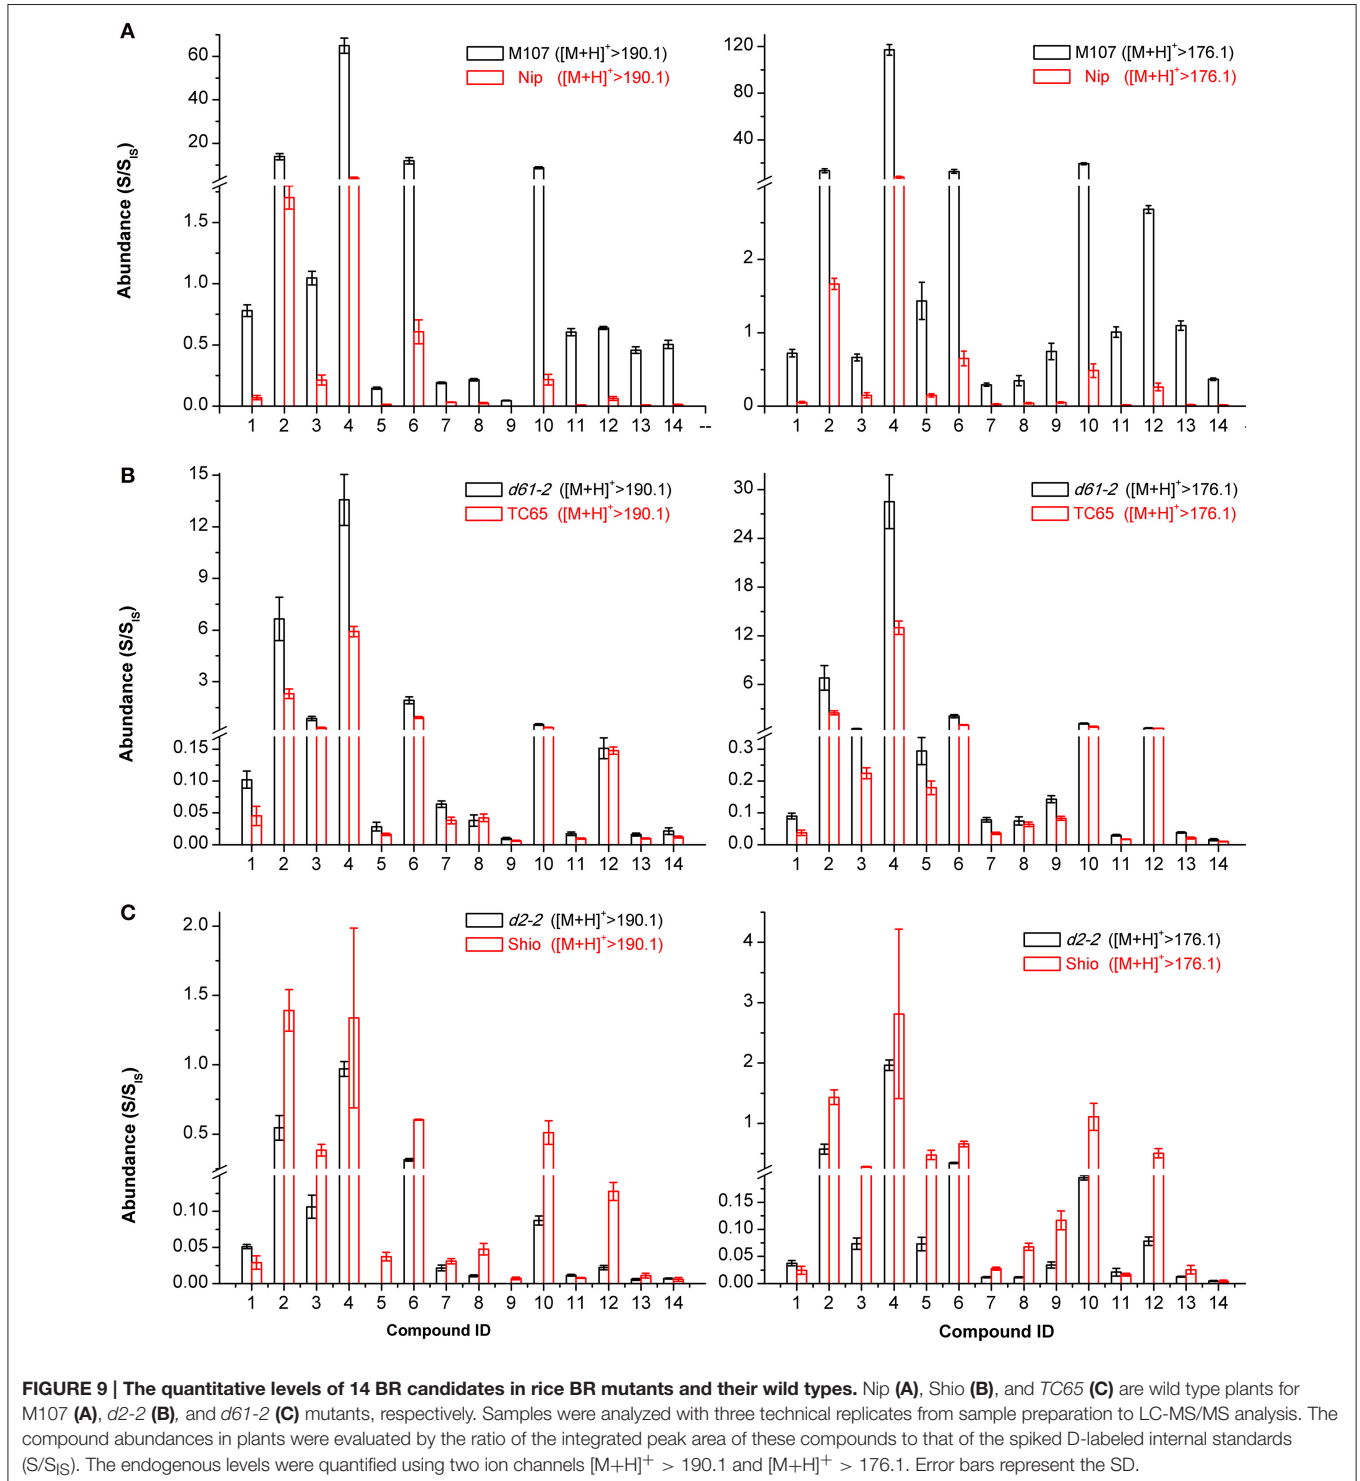 A
M107 ([M+H]⁺>190.1)
Nip ([M+H]⁺>190.1)
60
40
20
1.5
1.0
0.5
0.0
Abundance (S/S_IS)
1 2 3 4 5 6 7 8 9 10 11 12 13 14 --
M107 ([M+H]⁺>176.1)
Nip ([M+H]⁺>176.1)
120
80
40
2
1
0
1 2 3 4 5 6 7 8 9 10 11 12 13 14
B
d61-2 ([M+H]⁺>190.1)
TC65 ([M+H]⁺>190.1)
15
12
9
6
3
0.15
0.10
0.05
0.00
Abundance (S/S_IS)
1 2 3 4 5 6 7 8 9 10 11 12 13 14
d61-2 ([M+H]⁺>176.1)
TC65 ([M+H]⁺>176.1)
30
24
18
12
6
0.3
0.2
0.1
0.0
1 2 3 4 5 6 7 8 9 10 11 12 13 14
C
d2-2 ([M+H]⁺>190.1)
Shio ([M+H]⁺>190.1)
2.0
1.5
1.0
0.5
0.10
0.05
0.00
Abundance (S/S_IS)
1 2 3 4 5 6 7 8 9 10 11 12 13 14
Compound ID
d2-2 ([M+H]⁺>176.1)
Shio ([M+H]⁺>176.1)
4
3
2
1
0.15
0.10
0.05
0.00
1 2 3 4 5 6 7 8 9 10 11 12 13 14
Compound ID
FIGURE 9 | The quantitative levels of 14 BR candidates in rice BR mutants and their wild types. Nip (A), Shio (B), and TC65 (C) are wild type plants for
M107 (A), d2-2 (B), and d61-2 (C) mutants, respectively. Samples were analyzed with three technical replicates from sample preparation to LC-MS/MS analysis. The
compound abundances in plants were evaluated by the ratio of the integrated peak area of these compounds to that of the spiked D-labeled internal standards
(S/S_IS). The endogenous levels were quantified using two ion channels [M+H]⁺ > 190.1 and [M+H]⁺ > 176.1. Error bars represent the SD.